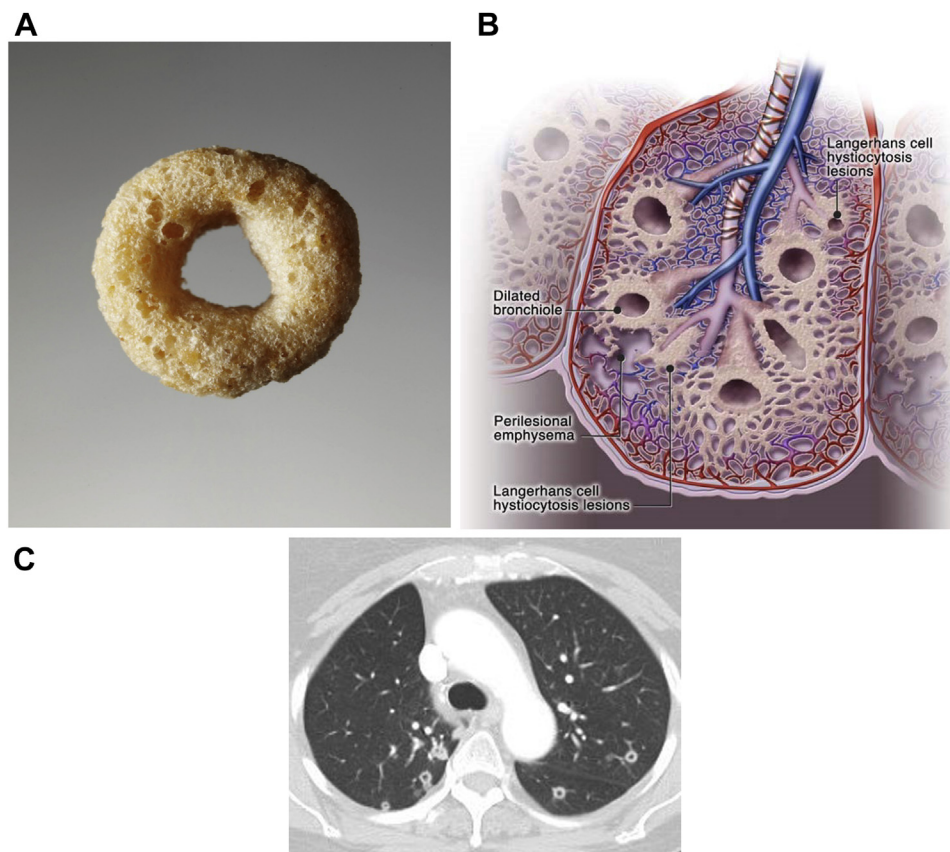 A
B
Langerhans cell
hystiocytosis
lesions
Dilated
bronchiole
Perilesional
emphysema
Langerhans cell
hystiocytosis lesions
C